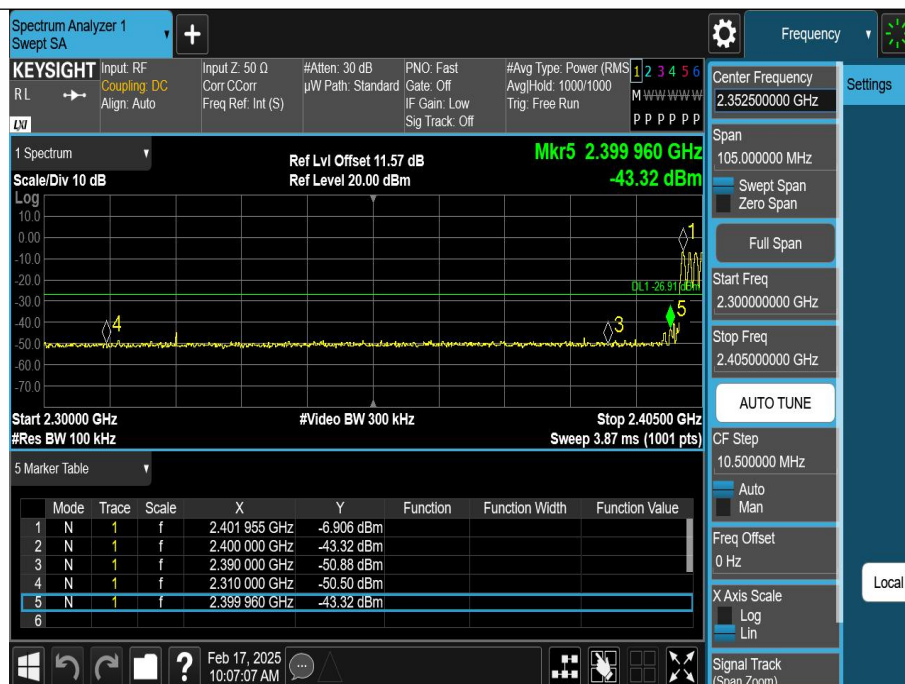 Spectrum Analyzer 1
Swept SA
Frequency
KEYSIGHT
RL
LXI
Input: RF
Coupling: DC
Align: Auto
Input Z: 50 Ω
Corr CCorr
Freq Ref: Int (S)
#Atten: 30 dB
µW Path: Standard
PNO: Fast
Gate: Off
IF Gain: Low
Sig Track: Off
#Avg Type: Power (RMS
Avg|Hold: 1000/1000
Trig: Free Run
1 2 3 4 5 6
M W W W W W
P P P P P P
1 Spectrum
Scale/Div 10 dB
Ref Lvl Offset 11.57 dB
Ref Level 20.00 dBm
Mkr5 2.399 960 GHz
-43.32 dBm
Log
10.0
0.00
-10.0
-20.0
-30.0
-40.0
-50.0
-60.0
-70.0
1
DL1 -26.91 dBm
5
4
3
Start 2.30000 GHz
#Video BW 300 kHz
Stop 2.40500 GHz
#Res BW 100 kHz
Sweep 3.87 ms (1001 pts)
5 Marker Table
Mode Trace Scale X Y Function Function Width Function Value
1 N 1 f 2.401 955 GHz -6.906 dBm
2 N 1 f 2.400 000 GHz -43.32 dBm
3 N 1 f 2.390 000 GHz -50.88 dBm
4 N 1 f 2.310 000 GHz -50.50 dBm
5 N 1 f 2.399 960 GHz -43.32 dBm
6
Feb 17, 2025
10:07:07 AM
Center Frequency
2.352500000 GHz
Settings
Span
105.000000 MHz
Swept Span
Zero Span
Full Span
Start Freq
2.300000000 GHz
Stop Freq
2.405000000 GHz
AUTO TUNE
CF Step
10.500000 MHz
Auto
Man
Freq Offset
0 Hz
Local
X Axis Scale
Log
Lin
Signal Track
(Span Zoom)